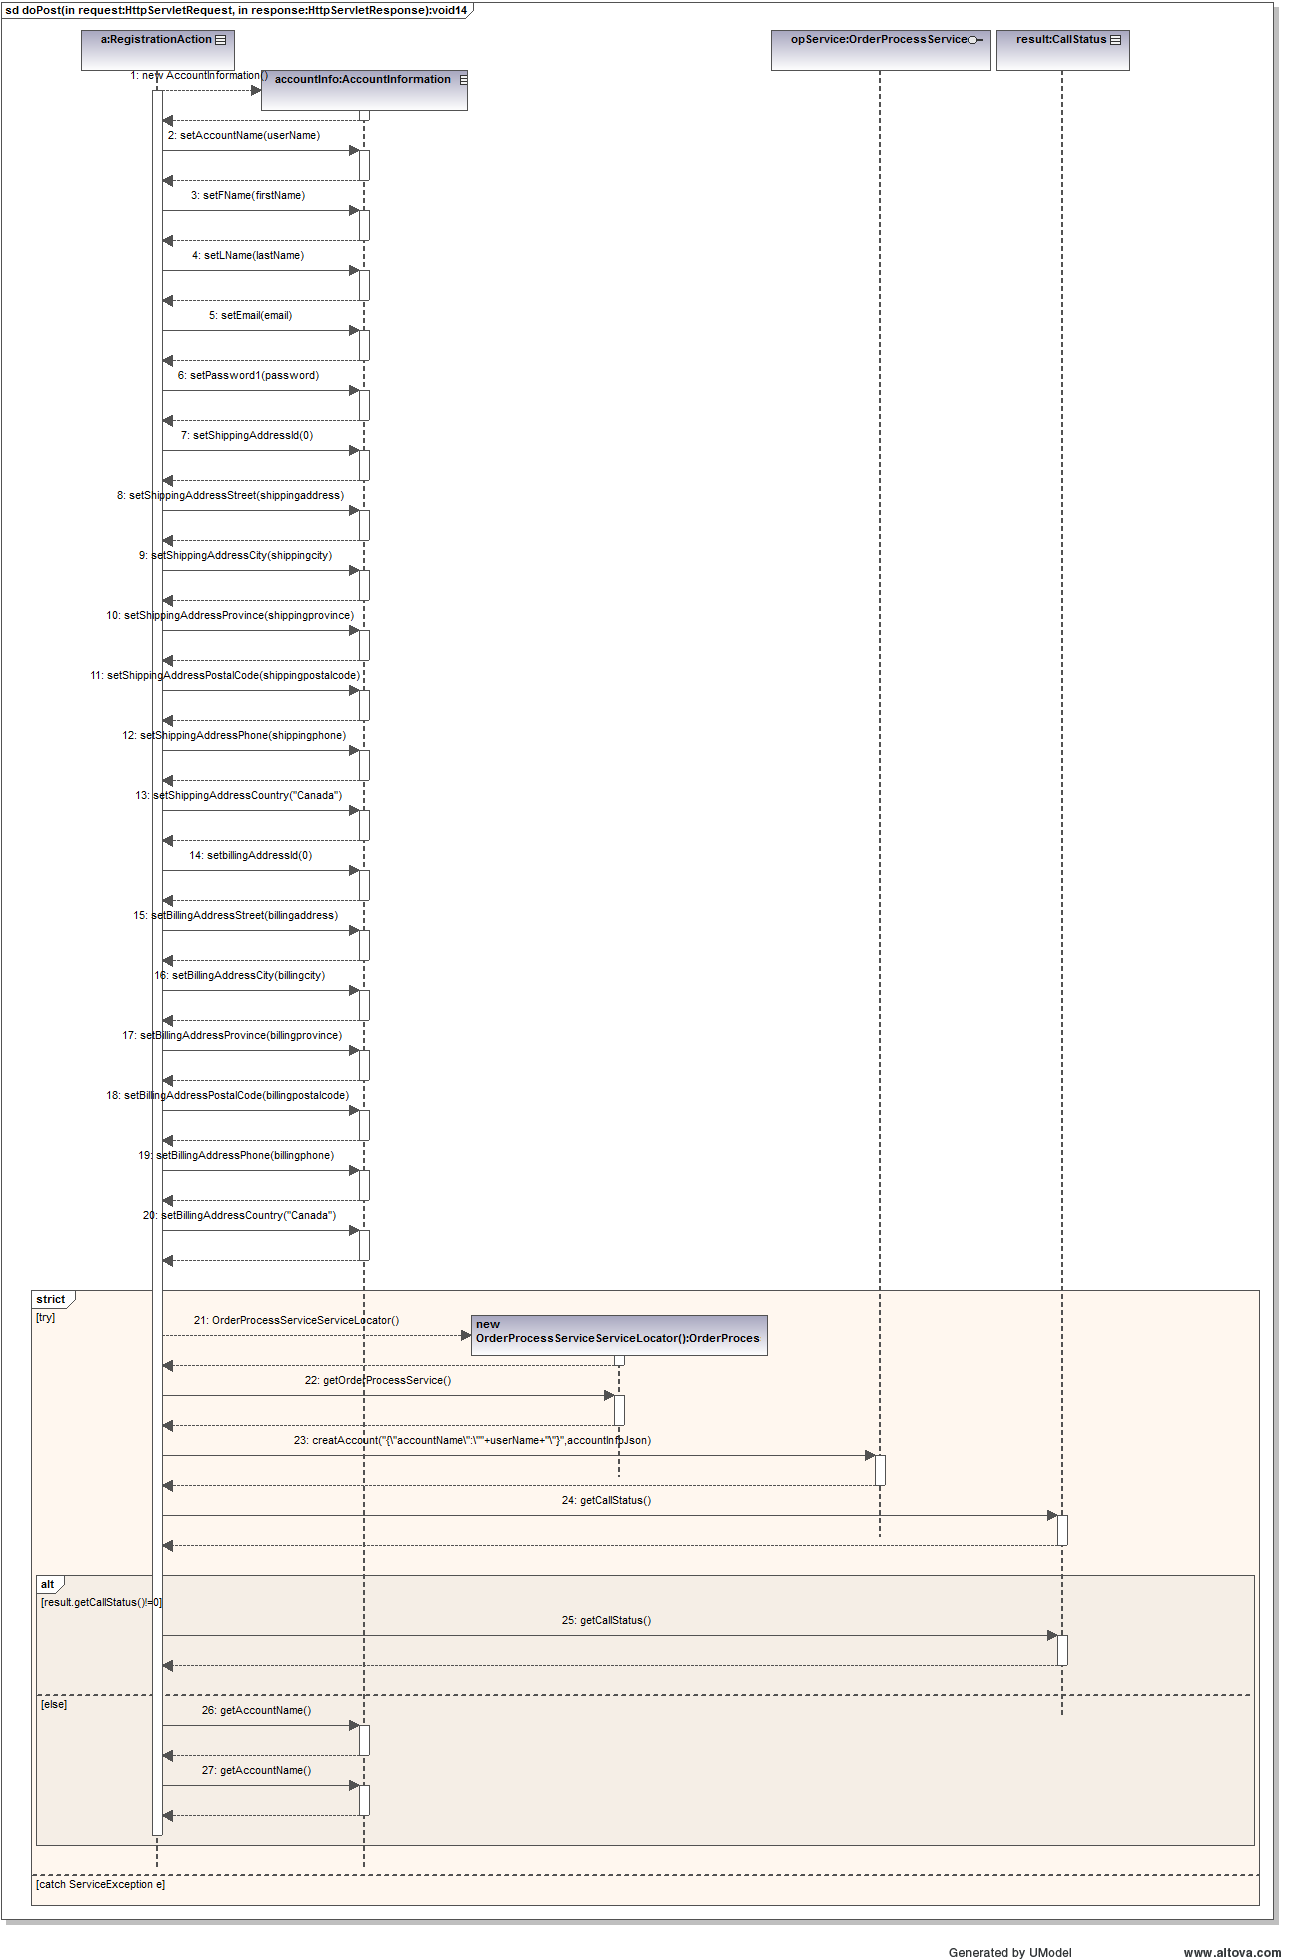 sd doPost(in request:HttpServletRequest, in response:HttpServletResponse):void14
a:RegistrationAction
opService:OrderProcessService
result:CallStatus
1: new AccountInformation()
accountInfo:AccountInformation
2: setAccountName(userName)
3: setFName(firstName)
4: setLName(lastName)
5: setEmail(email)
6: setPassword1(password)
7: setShippingAddressId(0)
8: setShippingAddressStreet(shippingaddress)
9: setShippingAddressCity(shippingcity)
10: setShippingAddressProvince(shippingprovince)
11: setShippingAddressPostalCode(shippingpostalcode)
12: setShippingAddressPhone(shippingphone)
13: setShippingAddressCountry("Canada")
14: setbillingAddressId(0)
15: setBillingAddressStreet(billingaddress)
16: setBillingAddressCity(billingcity)
17: setBillingAddressProvince(billingprovince)
18: setBillingAddressPostalCode(billingpostalcode)
19: setBillingAddressPhone(billingphone)
20: setBillingAddressCountry("Canada")
strict
[try]
21: OrderProcessServiceServiceLocator()
new
OrderProcessServiceServiceLocator():OrderProces
22: getOrderProcessService()
23: creatAccount("{\"accountName\":\""+userName+"\"}",accountInfoJson)
24: getCallStatus()
alt
[result.getCallStatus()!=0]
25: getCallStatus()
[else]
26: getAccountName()
27: getAccountName()
[catch ServiceException e]
Generated by UModel
www.altova.com